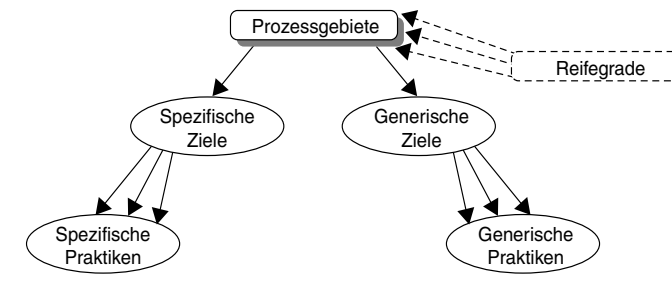 Prozessgebiete
Reifegrade
Spezifische
Ziele
Generische
Ziele
Spezifische
Praktiken
Generische
Praktiken